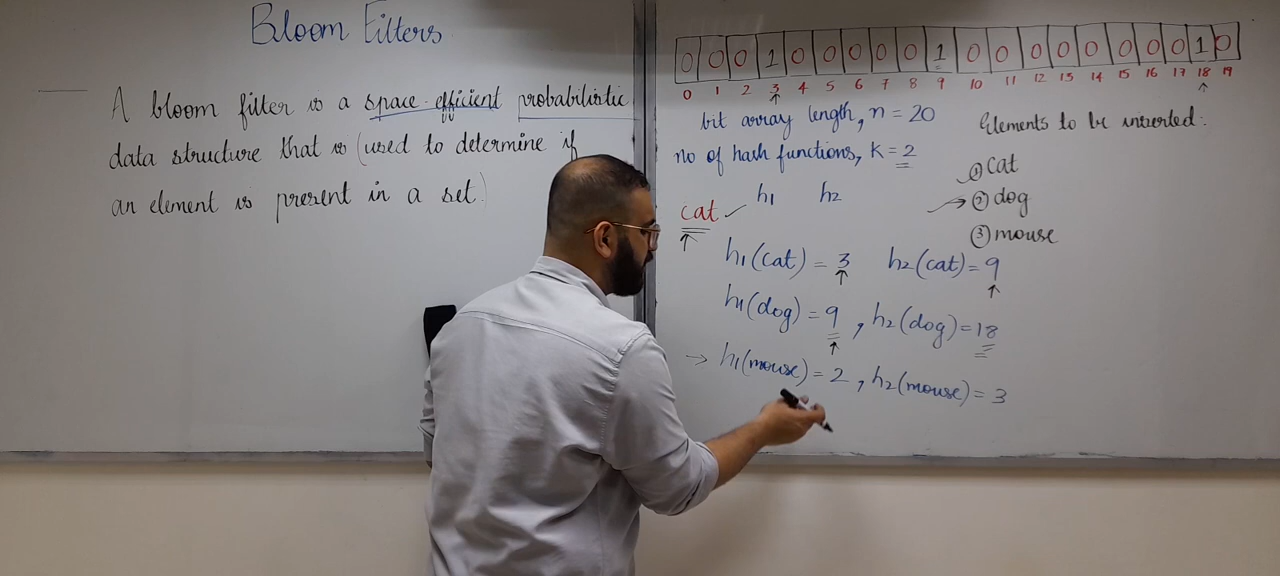 Bloom Filters
A bloom filter is a space efficient probabilistic
data structure that is (used to determine if
an element is present in a set.)
0 0 0 1 0 0 0 0 0 1 0 0 0 0 0 0 0 0 1 0
0 1 2 3 4 5 6 7 8 9 10 11 12 13 14 15 16 17 18 19
bit array length, n = 20
Elements to be inserted:
no of hash functions, K = 2
① cat
h1 h2
② dog
cat ✓
③ mouse
h1(cat) = 3 h2(cat) = 9
h1(dog) = 9 , h2(dog) = 18
→ h1(mouse) = 2 , h2(mouse) = 3